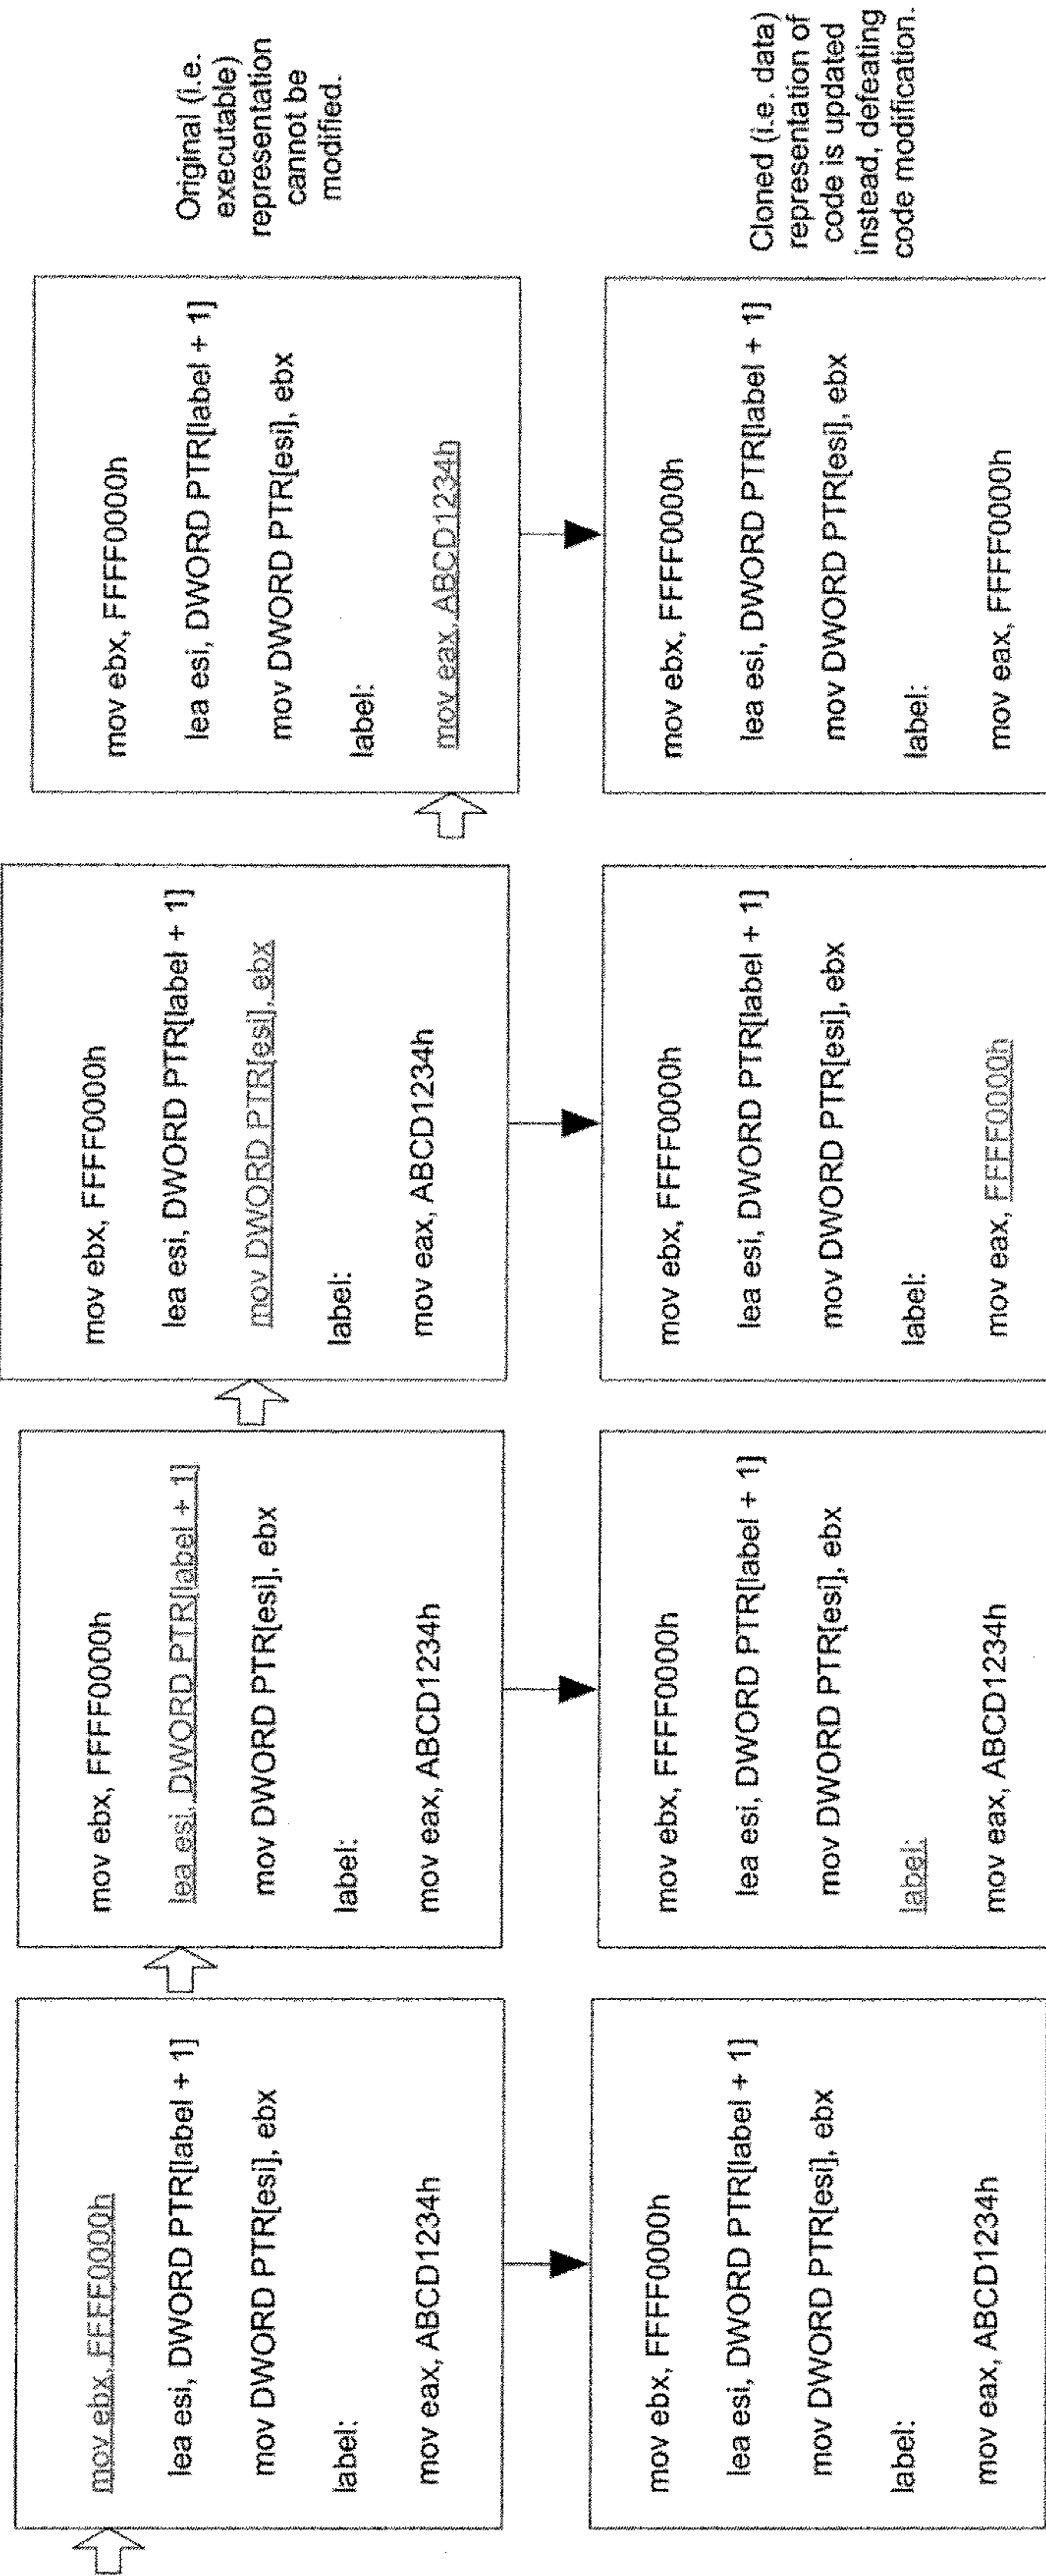 mov ebx, FFFF0000h
lea esi, DWORD PTR[label + 1]
mov DWORD PTR[esi], ebx
label:
mov eax, ABCD1234h
mov ebx, FFFF0000h
lea esi, DWORD PTR[label + 1]
mov DWORD PTR[esi], ebx
label:
mov eax, ABCD1234h
mov ebx, FFFF0000h
lea esi, DWORD PTR[label + 1]
mov DWORD PTR[esi], ebx
label:
mov eax, ABCD1234h
mov ebx, FFFF0000h
lea esi, DWORD PTR[label + 1]
mov DWORD PTR[esi], ebx
label:
mov eax, ABCD1234h
Original (i.e.
executable)
representation
cannot be
modified.
mov ebx, FFFF0000h
lea esi, DWORD PTR[label + 1]
mov DWORD PTR[esi], ebx
label:
mov eax, ABCD1234h
mov ebx, FFFF0000h
lea esi, DWORD PTR[label + 1]
mov DWORD PTR[esi], ebx
label:
mov eax, ABCD1234h
mov ebx, FFFF0000h
lea esi, DWORD PTR[label + 1]
mov DWORD PTR[esi], ebx
label:
mov eax, FFFF0000h
mov ebx, FFFF0000h
lea esi, DWORD PTR[label + 1]
mov DWORD PTR[esi], ebx
label:
mov eax, FFFF0000h
Cloned (i.e. data)
representation of
code is updated
instead, defeating
code modification.